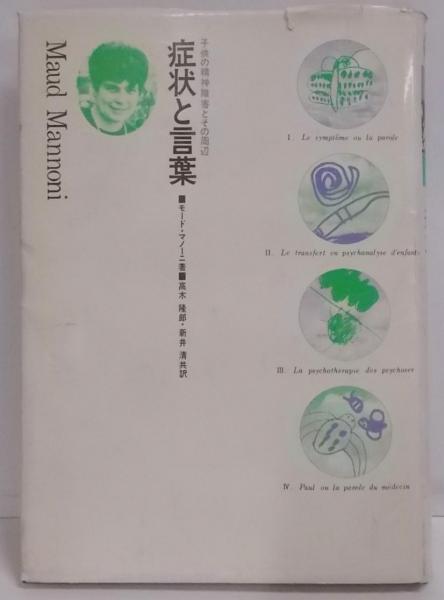 Maud Mannoni
子供の精神障害とその周辺
症状と言葉
■モード・マノーニ著■高木隆郎・新井清共訳
I. Le symptôme ou la parole
II. Le transfert en psychanalyse d'enfants
III. La psychothérapie des psychoses
IV. Paul ou la parole du médecin